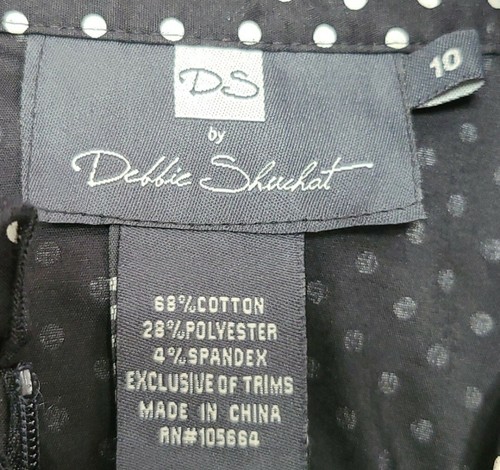 DS
10
by
Debbie Shuchat
68% COTTON
28% POLYESTER
4% SPANDEX
EXCLUSIVE OF TRIMS
MADE IN CHINA
RN#105664